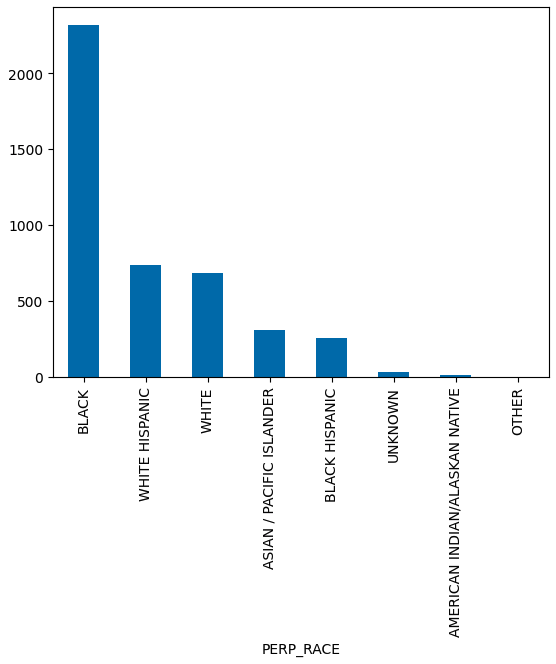 2000
1500
1000
500
0
BLACK
WHITE HISPANIC
WHITE
ASIAN / PACIFIC ISLANDER
BLACK HISPANIC
UNKNOWN
AMERICAN INDIAN/ALASKAN NATIVE
OTHER
PERP_RACE